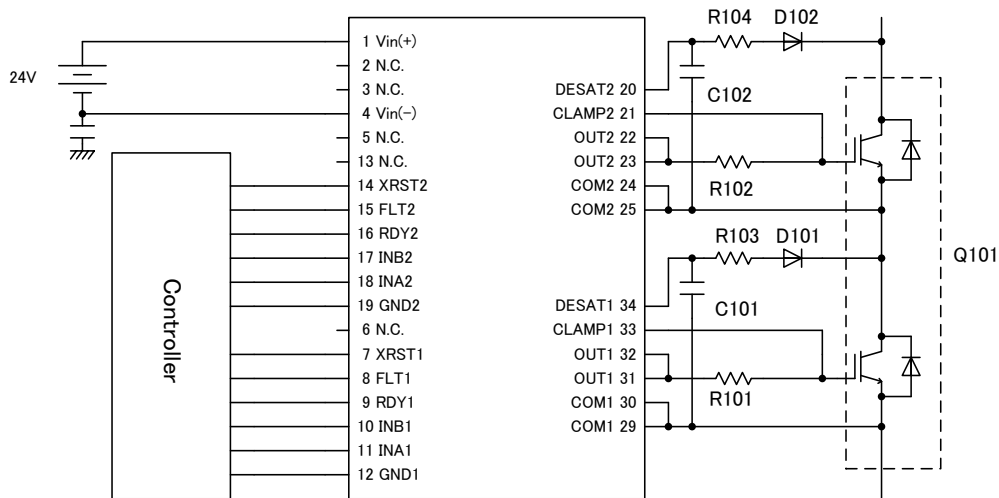 24V
1 Vin(+)
2 N.C.
3 N.C.
4 Vin(−)
5 N.C.
13 N.C.
14 XRST2
15 FLT2
16 RDY2
17 INB2
18 INA2
19 GND2
6 N.C.
7 XRST1
8 FLT1
9 RDY1
10 INB1
11 INA1
12 GND1
Controller
DESAT2 20
CLAMP2 21
OUT2 22
OUT2 23
COM2 24
COM2 25
DESAT1 34
CLAMP1 33
OUT1 32
OUT1 31
COM1 30
COM1 29
R104
D102
C102
R102
R103
D101
C101
R101
Q101